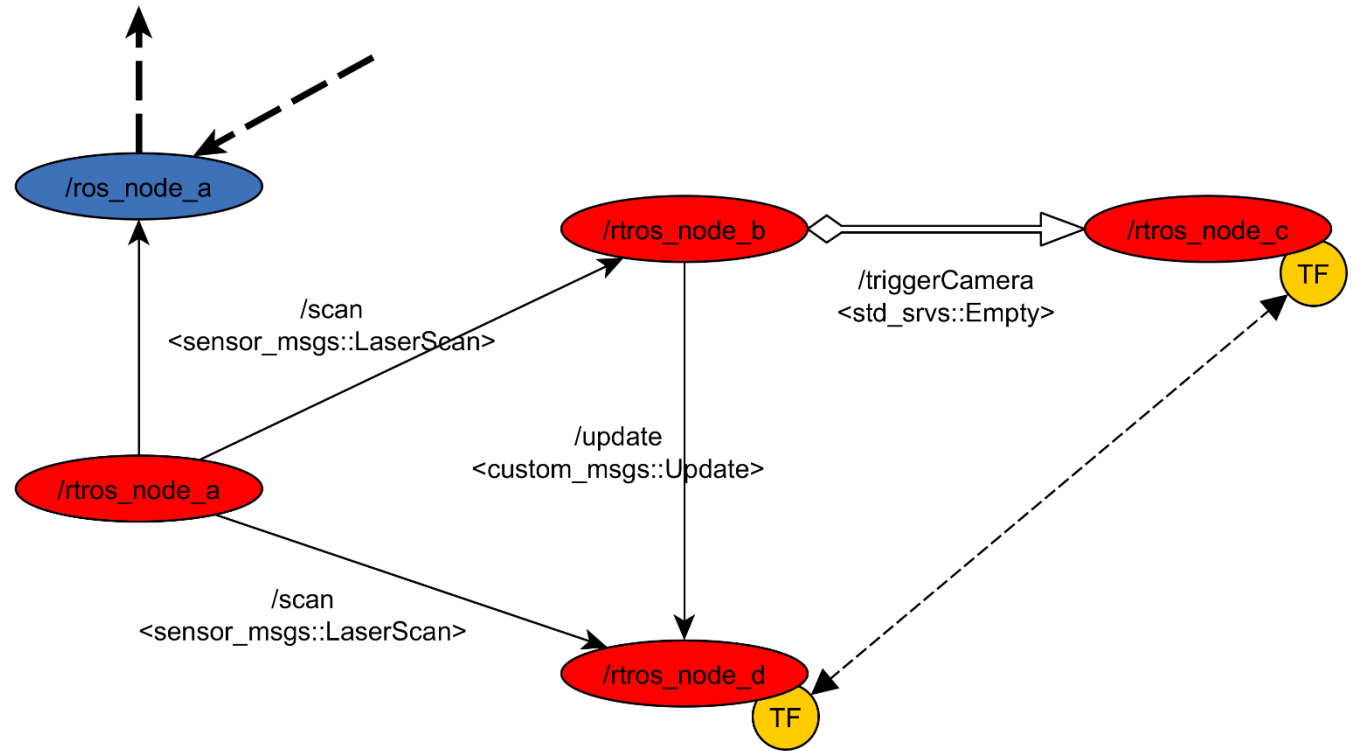 /ros_node_a
/rtros_node_b
/rtros_node_c
TF
/triggerCamera
<std_srvs::Empty>
/scan
<sensor_msgs::LaserScan>
/update
<custom_msgs::Update>
/rtros_node_a
/scan
<sensor_msgs::LaserScan>
/rtros_node_d
TF